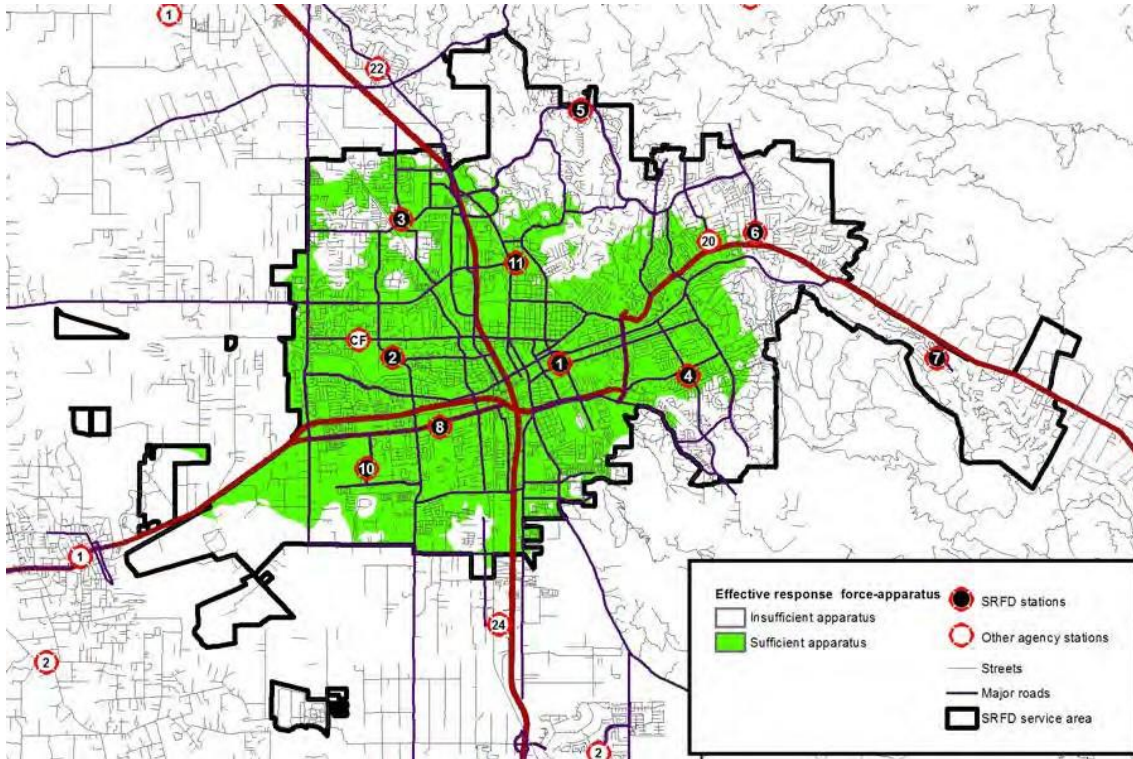 1
22
5
3
20
6
11
CF
2
1
7
4
8
10
1
24
2
2
Effective response force-apparatus
Insufficient apparatus
Sufficient apparatus
SRFD stations
Other agency stations
Streets
Major roads
SRFD service area